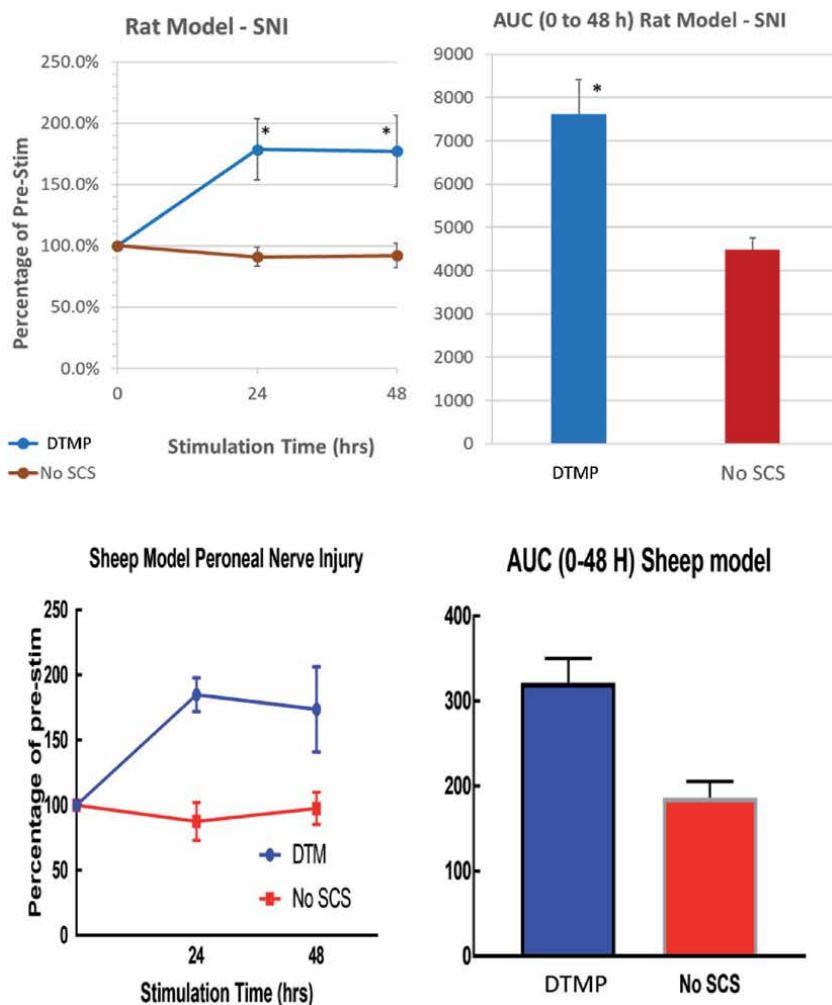 Rat Model - SNI
250.0%
200.0%
150.0%
100.0%
50.0%
0.0%
Percentage of Pre-Stim
*
*
0
24
48
Stimulation Time (hrs)
DTMP
No SCS
AUC (0 to 48 h) Rat Model - SNI
9000
8000
7000
6000
5000
4000
3000
2000
1000
0
*
DTMP
No SCS
Sheep Model Peroneal Nerve Injury
250
200
150
100
50
0
Percentage of pre-stim
24
48
Stimulation Time (hrs)
DTM
No SCS
AUC (0-48 H) Sheep model
400
300
200
100
0
DTMP
No SCS